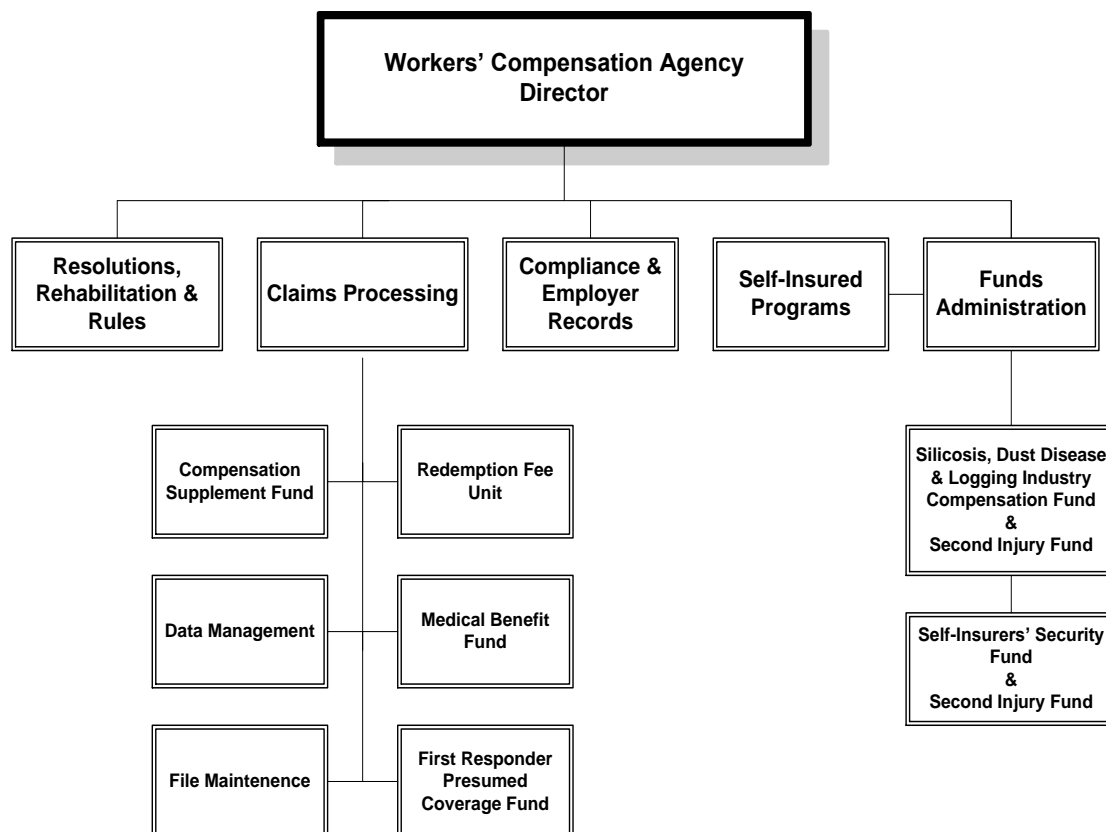 Workers’ Compensation Agency
Director
Resolutions,
Rehabilitation &
Rules
Claims Processing
Compliance &
Employer
Records
Self-Insured
Programs
Funds
Administration
Compensation
Supplement Fund
Redemption Fee
Unit
Silicosis, Dust Disease
& Logging Industry
Compensation Fund
&
Second Injury Fund
Data Management
Medical Benefit
Fund
Self-Insurers’ Security
Fund
&
Second Injury Fund
File Maintenence
First Responder
Presumed
Coverage Fund